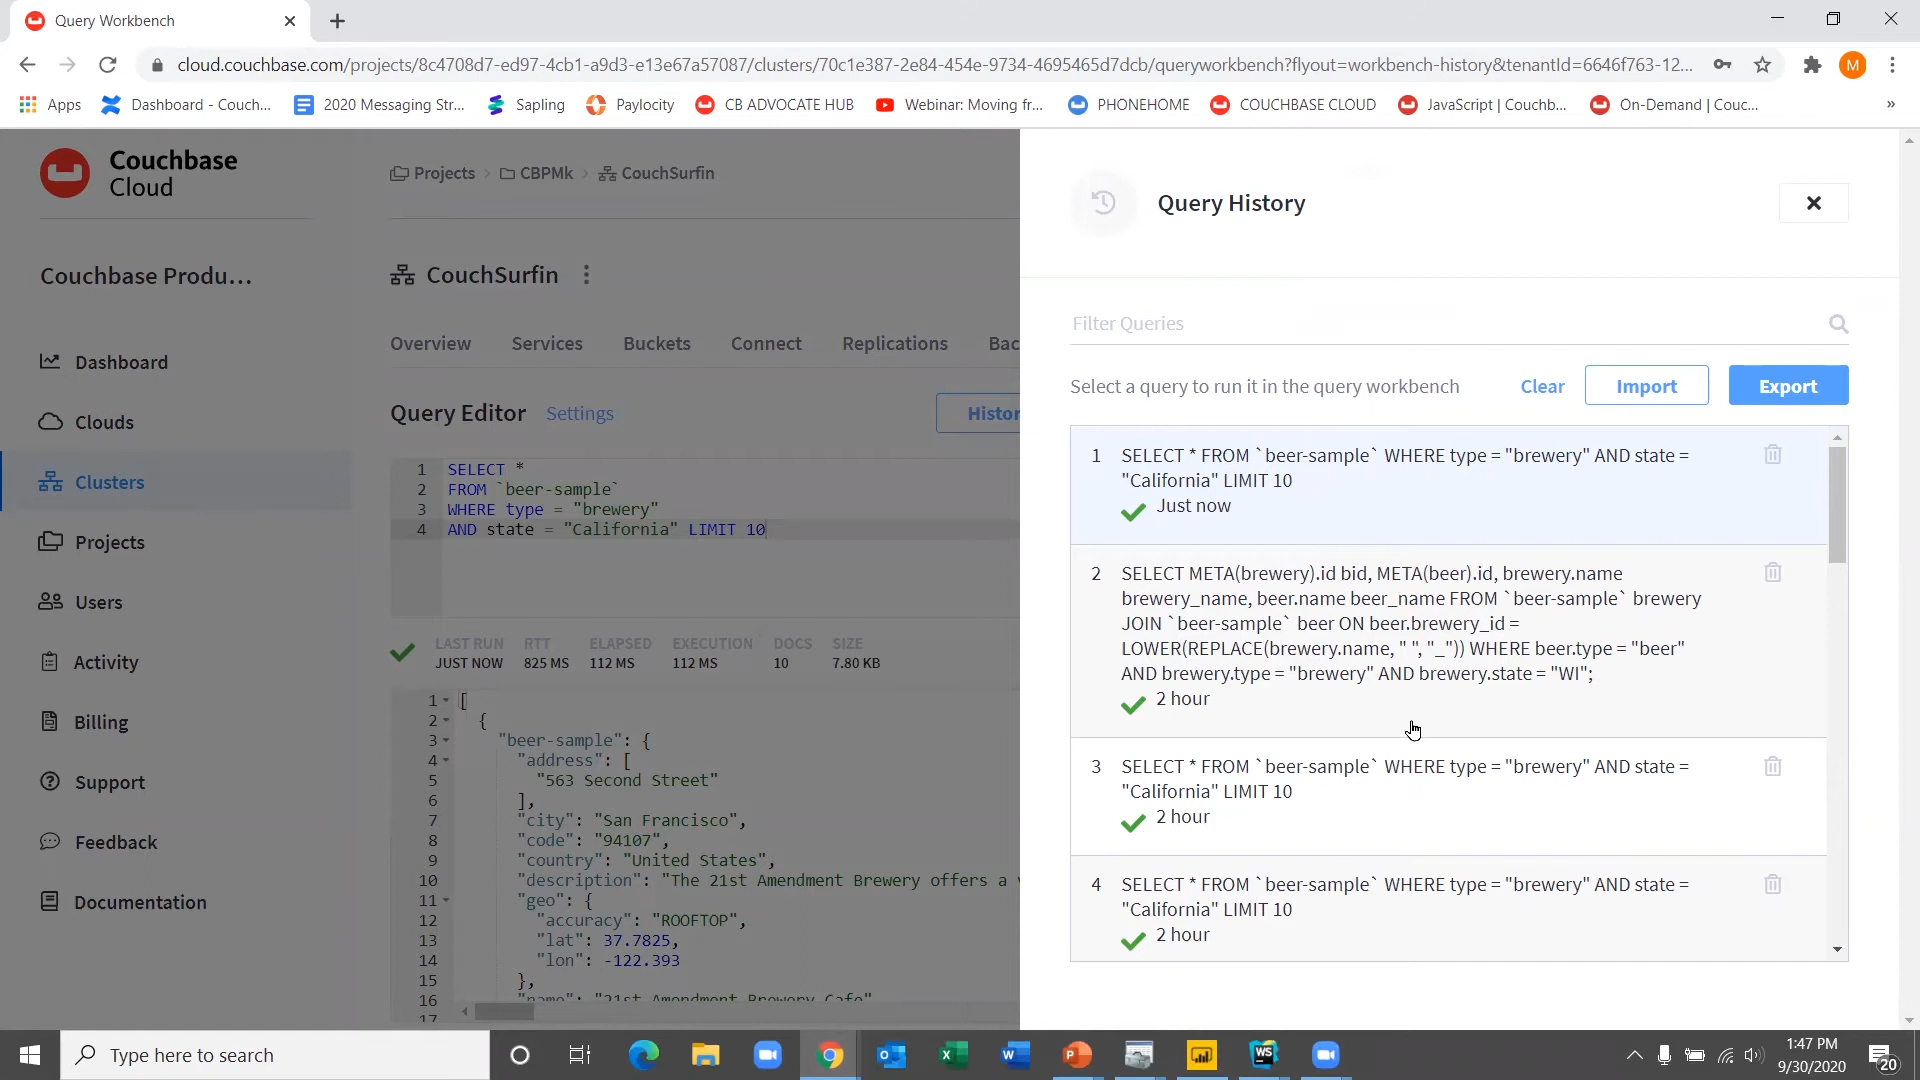 Query Workbench
cloud.couchbase.com/projects/8c4708d7-ed97-4cb1-a9d3-e13e67a57087/clusters/70c1e387-2e84-454e-9734-4695465d7dcb/queryworkbench?flyout=workbench-history&tenantId=6646f763-12...
M
Apps
Dashboard - Couch...
2020 Messaging Str...
Sapling
Paylocity
CB ADVOCATE HUB
Webinar: Moving fr...
PHONEHOME
COUCHBASE CLOUD
JavaScript | Couchb...
On-Demand | Couc...
»
Couchbase
Cloud
Couchbase Produ...
Dashboard
Clouds
Clusters
Projects
Users
Activity
Billing
Support
Feedback
Documentation
Projects > CBPMk > CouchSurfin
CouchSurfin
Overview Services Buckets Connect Replications Bac
Query Editor Settings Histor
1 SELECT *
2 FROM `beer-sample`
3 WHERE type = "brewery"
4 AND state = "California" LIMIT 10
LAST RUN RTT ELAPSED EXECUTION DOCS SIZE
JUST NOW 825 MS 112 MS 112 MS 10 7.80 KB
1 [
2 {
3 "beer-sample": {
4 "address": [
5 "563 Second Street"
6 ],
7 "city": "San Francisco",
8 "code": "94107",
9 "country": "United States",
10 "description": "The 21st Amendment Brewery offers a
11 "geo": {
12 "accuracy": "ROOFTOP",
13 "lat": 37.7825,
14 "lon": -122.393
15 },
16 "name": "21st Amendment Brewery Cafe"
17
Query History
Filter Queries
Select a query to run it in the query workbench Clear Import Export
1 SELECT * FROM `beer-sample` WHERE type = "brewery" AND state =
"California" LIMIT 10
Just now
2 SELECT META(brewery).id bid, META(beer).id, brewery.name
brewery_name, beer.name beer_name FROM `beer-sample` brewery
JOIN `beer-sample` beer ON beer.brewery_id =
LOWER(REPLACE(brewery.name, " ", "_")) WHERE beer.type = "beer"
AND brewery.type = "brewery" AND brewery.state = "WI";
2 hour
3 SELECT * FROM `beer-sample` WHERE type = "brewery" AND state =
"California" LIMIT 10
2 hour
4 SELECT * FROM `beer-sample` WHERE type = "brewery" AND state =
"California" LIMIT 10
2 hour
Type here to search
WS
1:47 PM
9/30/2020
20